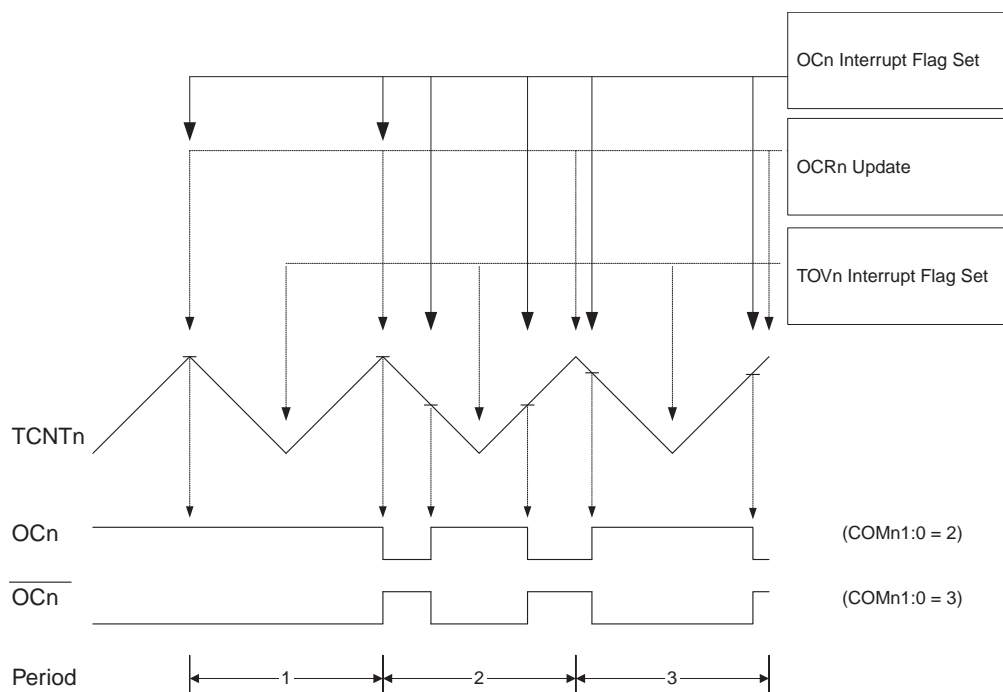 OCn Interrupt Flag Set
OCRn Update
TOVn Interrupt Flag Set
TCNTn
OCn
(COMn1:0 = 2)
OCn
(COMn1:0 = 3)
Period
1
2
3